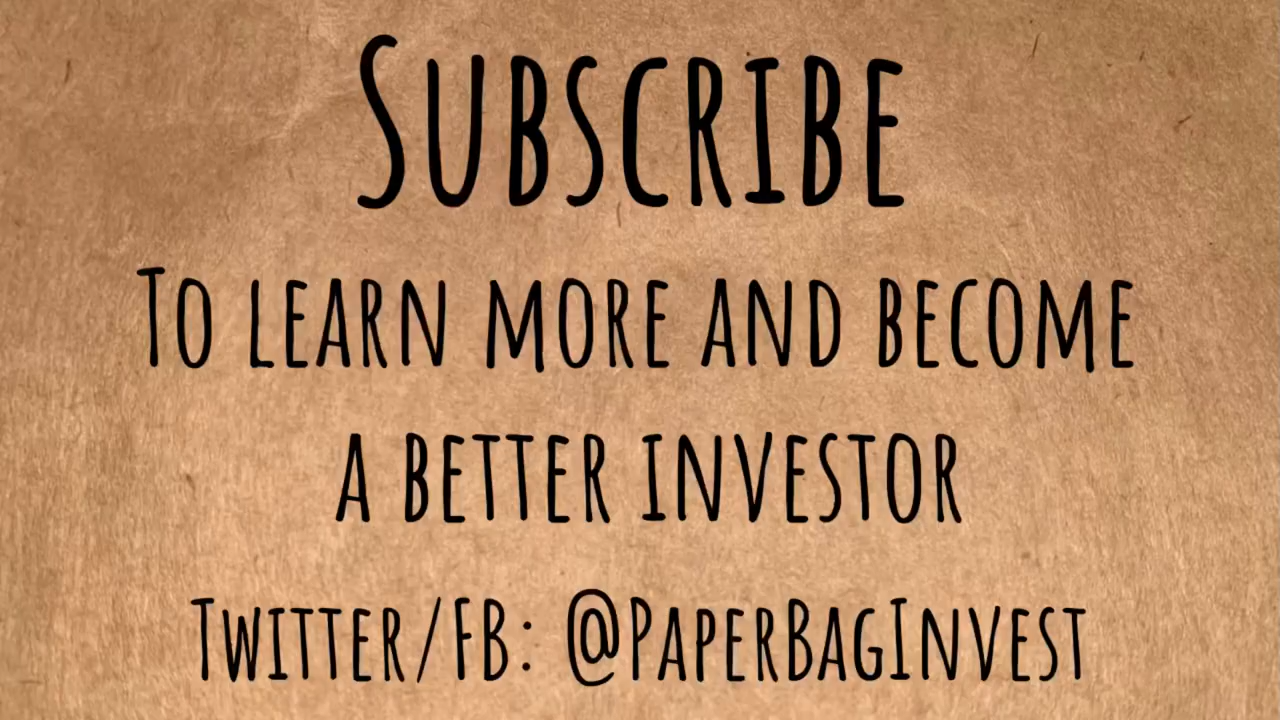 Subscribe
To learn more and become
a better investor
Twitter/FB: @PaperBagInvest